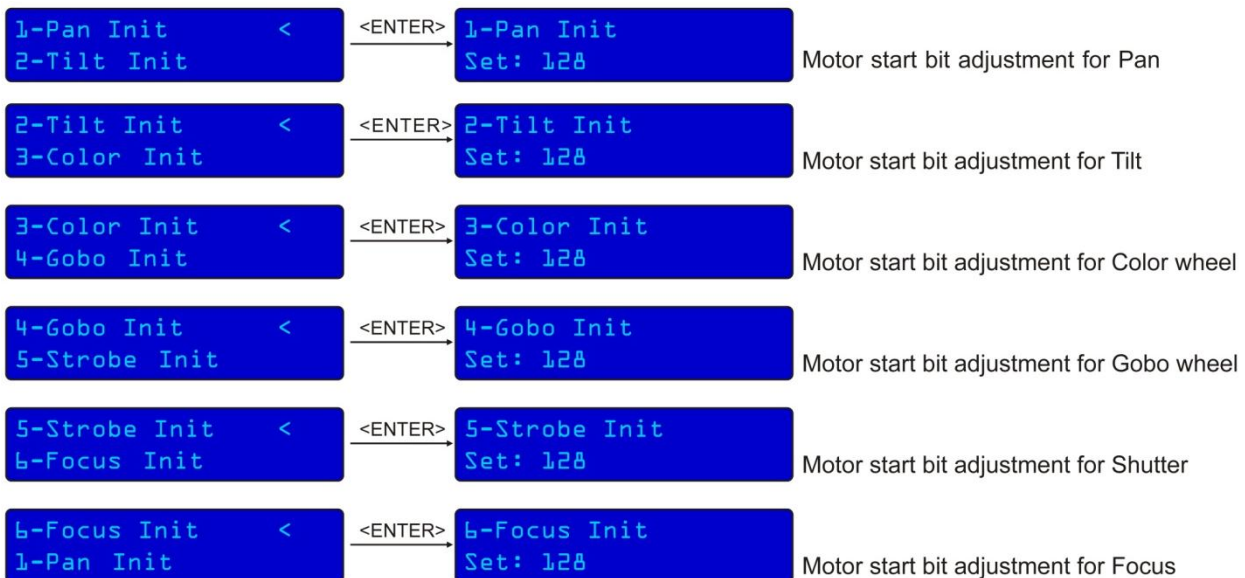 1-Pan Init <
2-Tilt Init
<ENTER>
1-Pan Init
Set: 128
Motor start bit adjustment for Pan
2-Tilt Init <
3-Color Init
<ENTER>
2-Tilt Init
Set: 128
Motor start bit adjustment for Tilt
3-Color Init <
4-Gobo Init
<ENTER>
3-Color Init
Set: 128
Motor start bit adjustment for Color wheel
4-Gobo Init <
5-Strobe Init
<ENTER>
4-Gobo Init
Set: 128
Motor start bit adjustment for Gobo wheel
5-Strobe Init <
6-Focus Init
<ENTER>
5-Strobe Init
Set: 128
Motor start bit adjustment for Shutter
6-Focus Init <
1-Pan Init
<ENTER>
6-Focus Init
Set: 128
Motor start bit adjustment for Focus